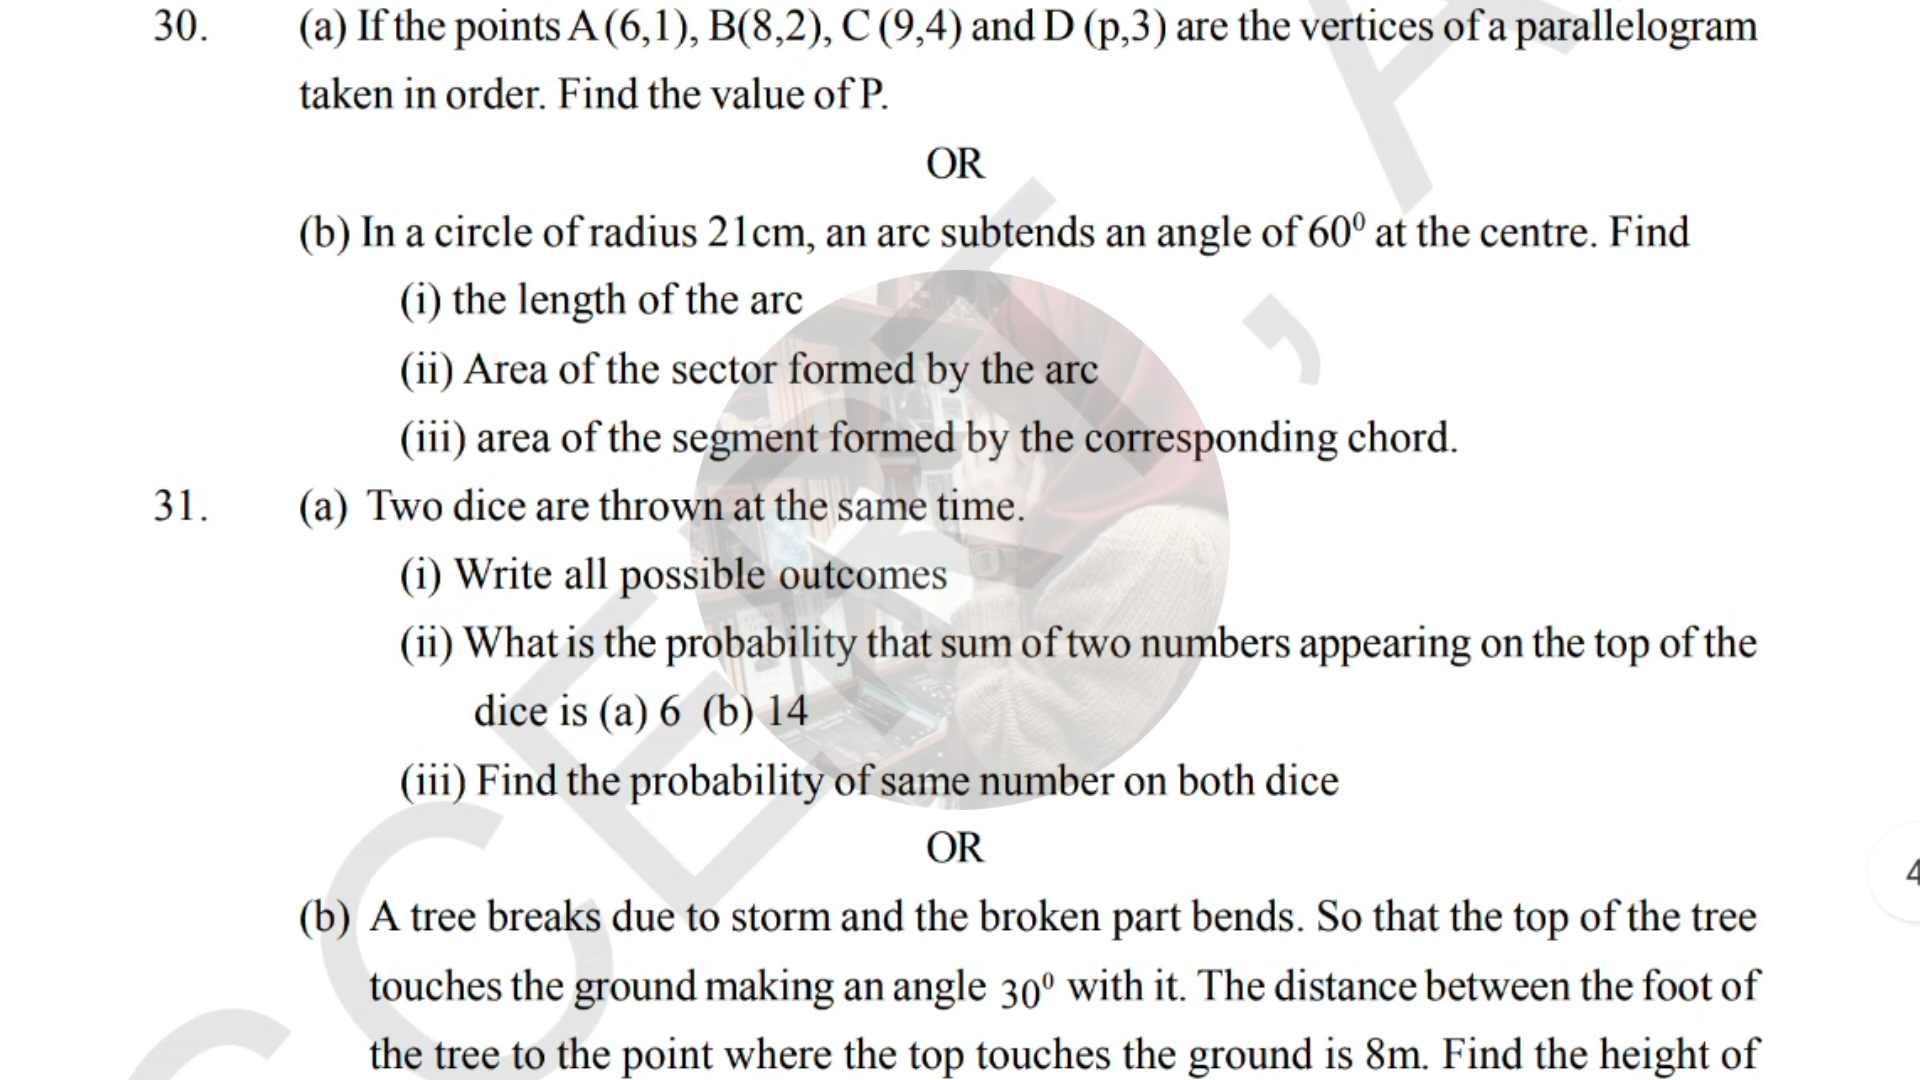 30. (a) If the points A (6,1), B(8,2), C (9,4) and D (p,3) are the vertices of a parallelogram
taken in order. Find the value of P.
OR
(b) In a circle of radius 21cm, an arc subtends an angle of 60⁰ at the centre. Find
(i) the length of the arc
(ii) Area of the sector formed by the arc
(iii) area of the segment formed by the corresponding chord.
31. (a) Two dice are thrown at the same time.
(i) Write all possible outcomes
(ii) What is the probability that sum of two numbers appearing on the top of the
dice is (a) 6 (b) 14
(iii) Find the probability of same number on both dice
OR
(b) A tree breaks due to storm and the broken part bends. So that the top of the tree
touches the ground making an angle 30⁰ with it. The distance between the foot of
the tree to the point where the top touches the ground is 8m. Find the height of
4